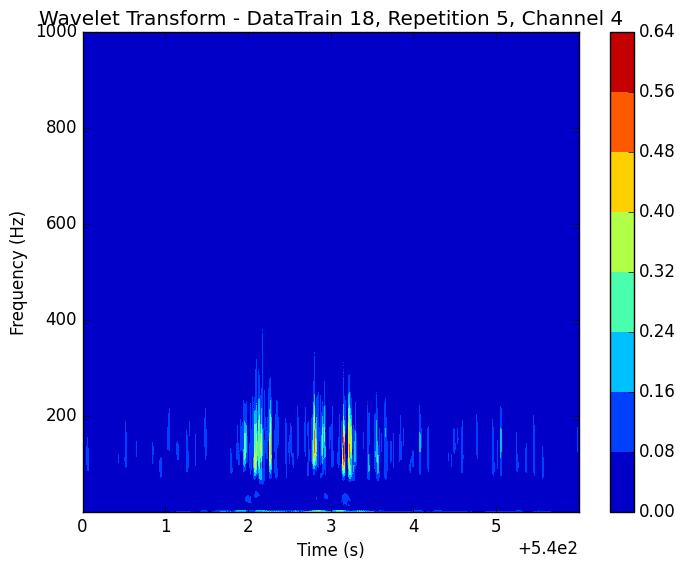 Wavelet Transform - DataTrain 18, Repetition 5, Channel 4
1000
800
600
400
200
Frequency (Hz)
0 1 2 3 4 5
Time (s)
+5.4e2
0.64
0.56
0.48
0.40
0.32
0.24
0.16
0.08
0.00